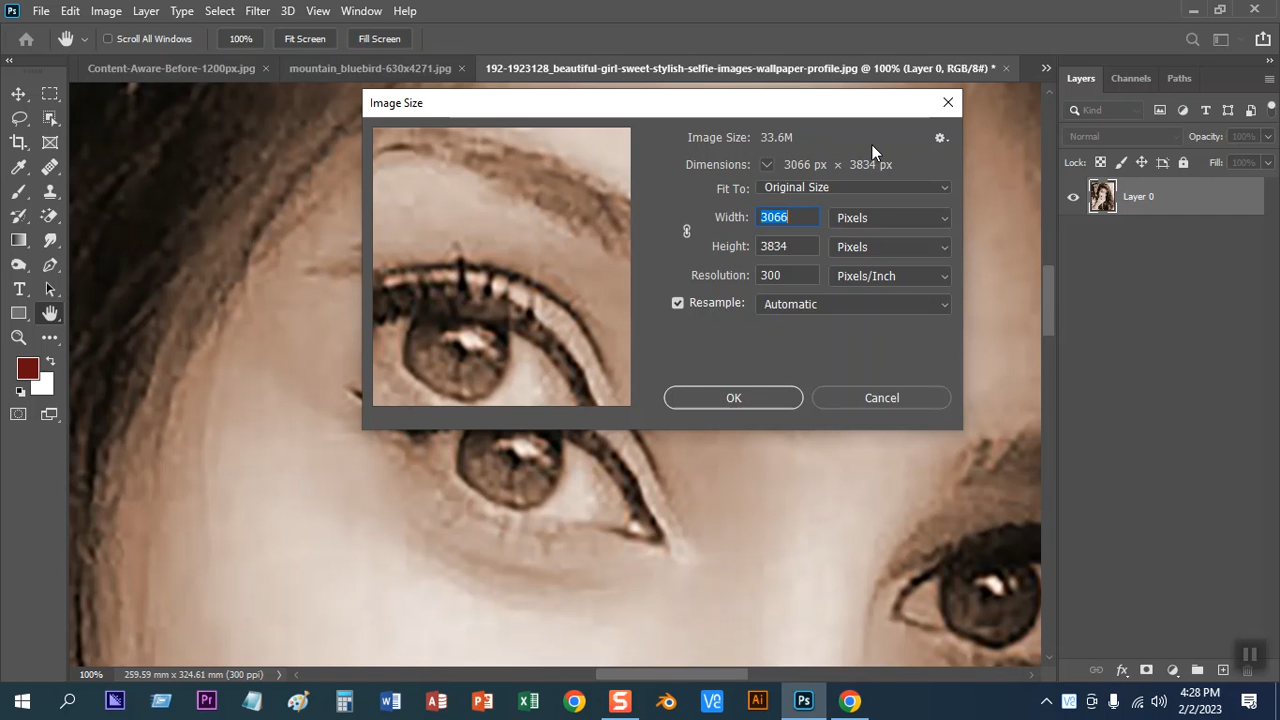 Ps File Edit Image Layer Type Select Filter 3D View Window Help
Scroll All Windows 100% Fit Screen Fill Screen
Content-Aware-Before-1200px.jpg × mountain_bluebird-630x4271.jpg × 192-1923128_beautiful-girl-sweet-stylish-selfie-images-wallpaper-profile.jpg @ 100% (Layer 0, RGB/8#) * ×
Layers Channels Paths
Image Size
Kind
Image Size: 33.6M
Normal Opacity: 100%
Dimensions: 3066 px × 3834 px
Lock: Fill: 100%
Fit To: Original Size
Layer 0
Width: 3066 Pixels
Height: 3834 Pixels
Resolution: 300 Pixels/Inch
Resample: Automatic
OK Cancel
100% 259.59 mm x 324.61 mm (300 ppi)
4:28 PM
2/2/2023